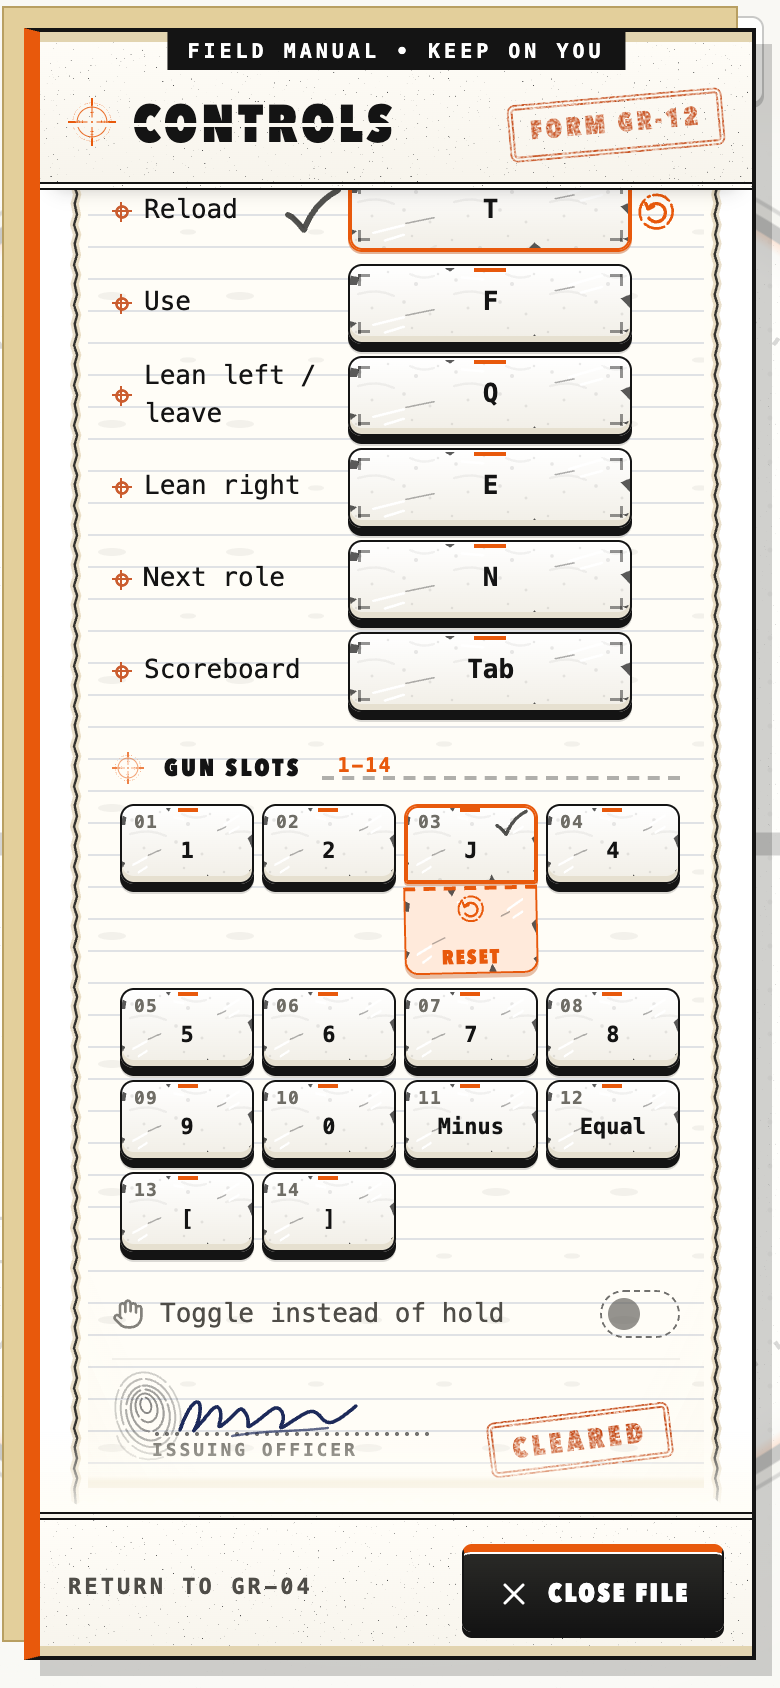 FIELD MANUAL • KEEP ON YOU
CONTROLS
FORM GR-12
Reload
T
Use
F
Lean left /
leave
Q
Lean right
E
Next role
N
Scoreboard
Tab
GUN SLOTS
1–14
01
1
02
2
03
J
04
4
RESET
05
5
06
6
07
7
08
8
09
9
10
0
11
Minus
12
Equal
13
[
14
]
Toggle instead of hold
ISSUING OFFICER
CLEARED
RETURN TO GR–04
CLOSE FILE